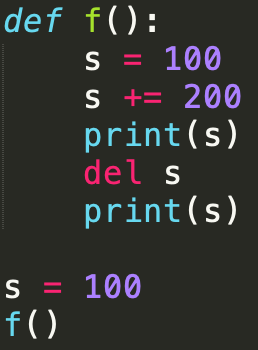 def f():
    s = 100
    s += 200
    print(s)
    del s
    print(s)

s = 100
f()